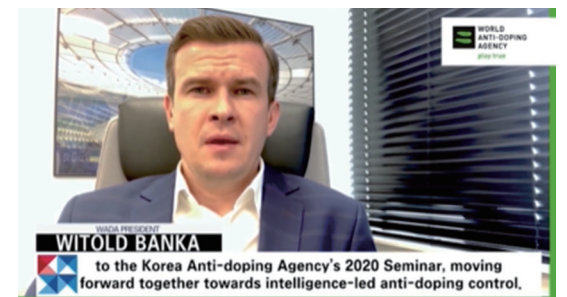 WORLD
ANTI-DOPING
AGENCY
play true
WADA PRESIDENT
WITOLD BANKA
to the Korea Anti-doping Agency's 2020 Seminar, moving
forward together towards intelligence-led anti-doping control.